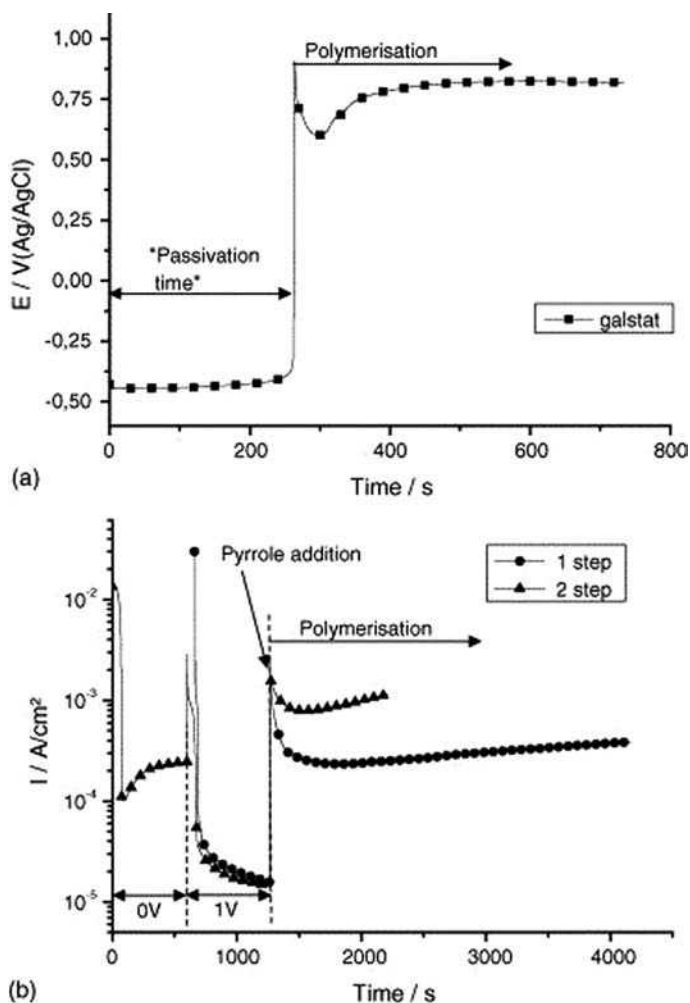 1,00
0,75
0,50
0,25
0,00
-0,25
-0,50
E / V(Ag/AgCl)
Polymerisation
"Passivation
time"
galstat
0 200 400 600 800
Time / s
(a)
10⁻²
10⁻³
10⁻⁴
10⁻⁵
I / A/cm²
Pyrrole addition
1 step
2 step
Polymerisation
0V 1V
0 1000 2000 3000 4000
Time / s
(b)